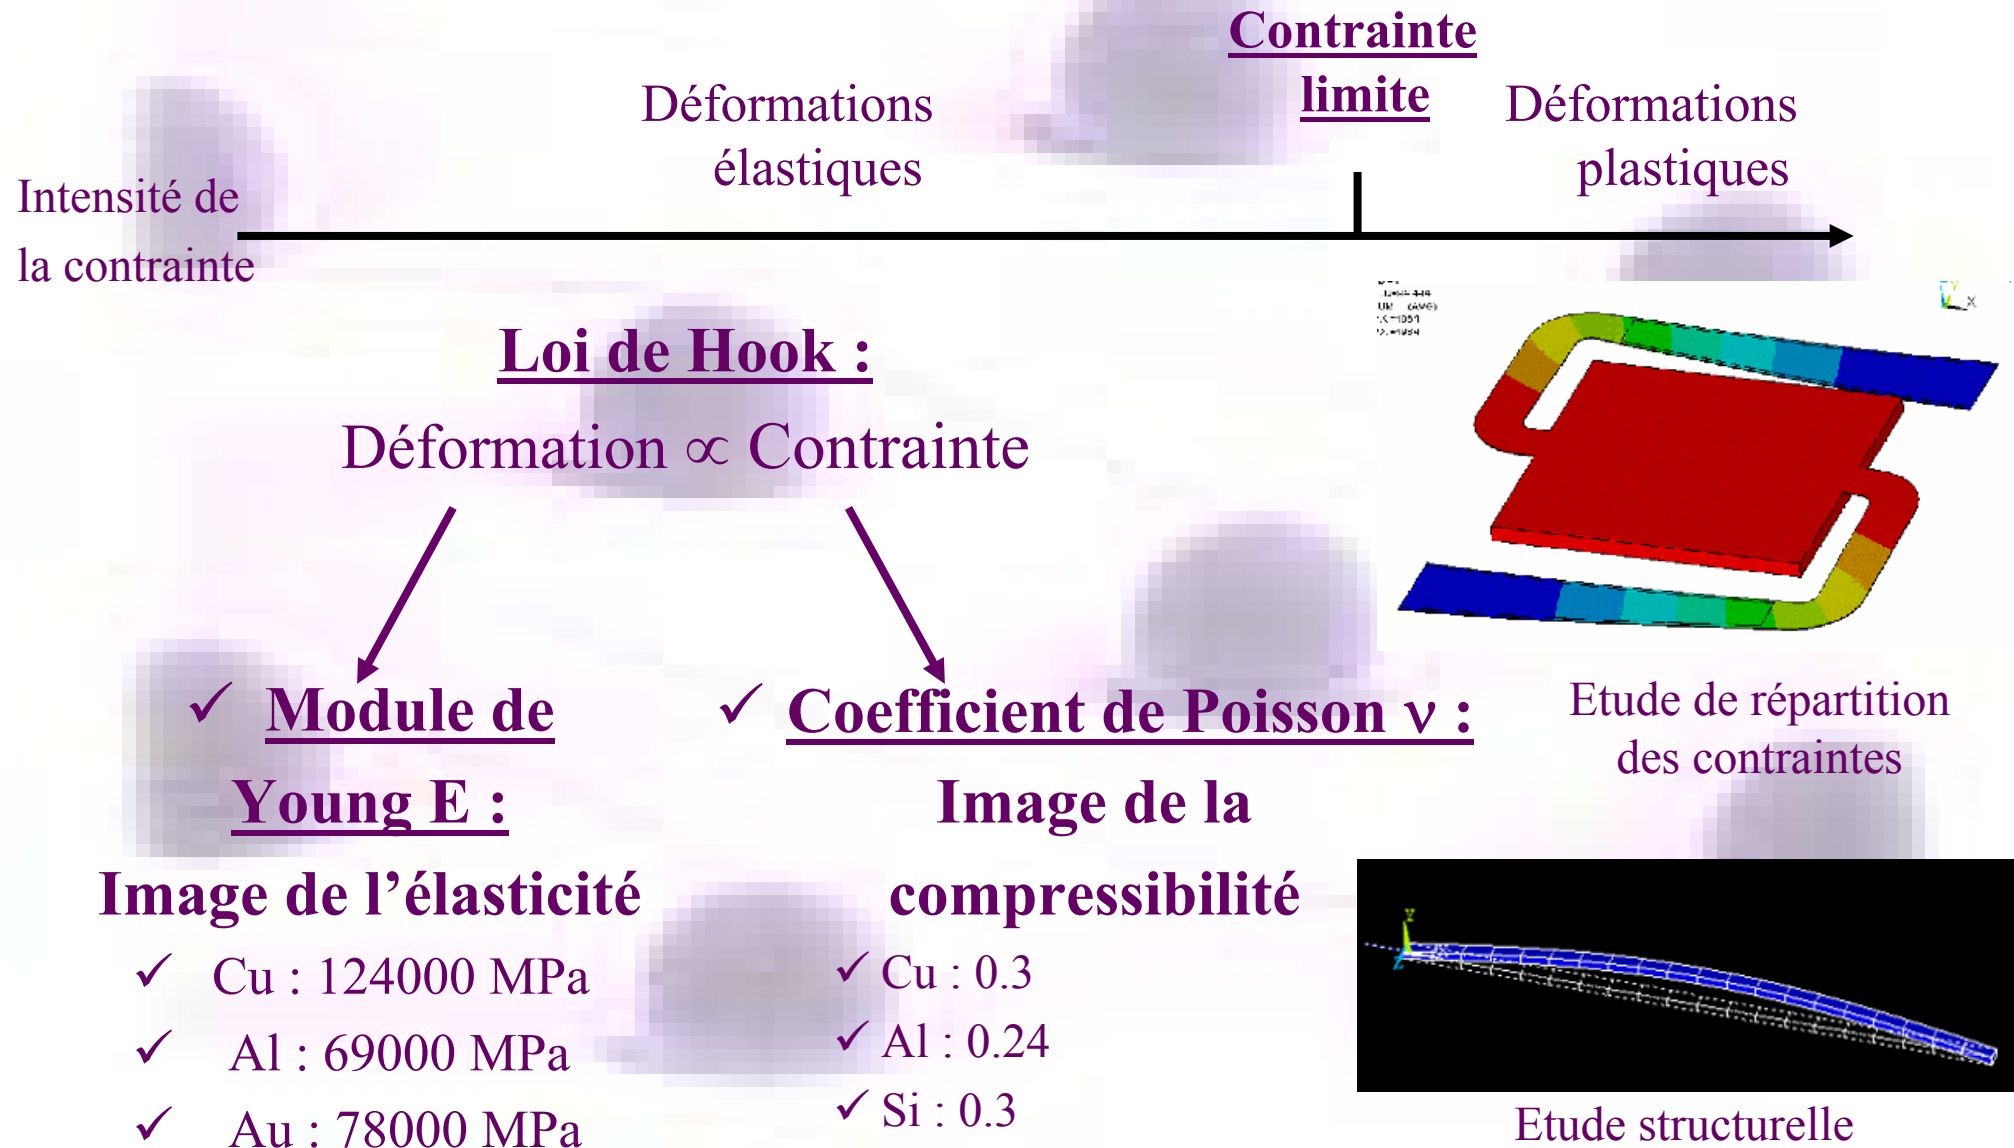 Contrainte
limite
Déformations
élastiques
Déformations
plastiques
Intensité de
la contrainte
Loi de Hook :
Déformation ∝ Contrainte
✓ Module de
Young E :
Image de l’élasticité
✓ Cu : 124000 MPa
✓ Al : 69000 MPa
✓ Au : 78000 MPa
✓ Coefficient de Poisson ν :
Image de la
compressibilité
✓ Cu : 0.3
✓ Al : 0.24
✓ Si : 0.3
(AVG)
Y
X
Etude de répartition
des contraintes
Y
Z
Etude structurelle